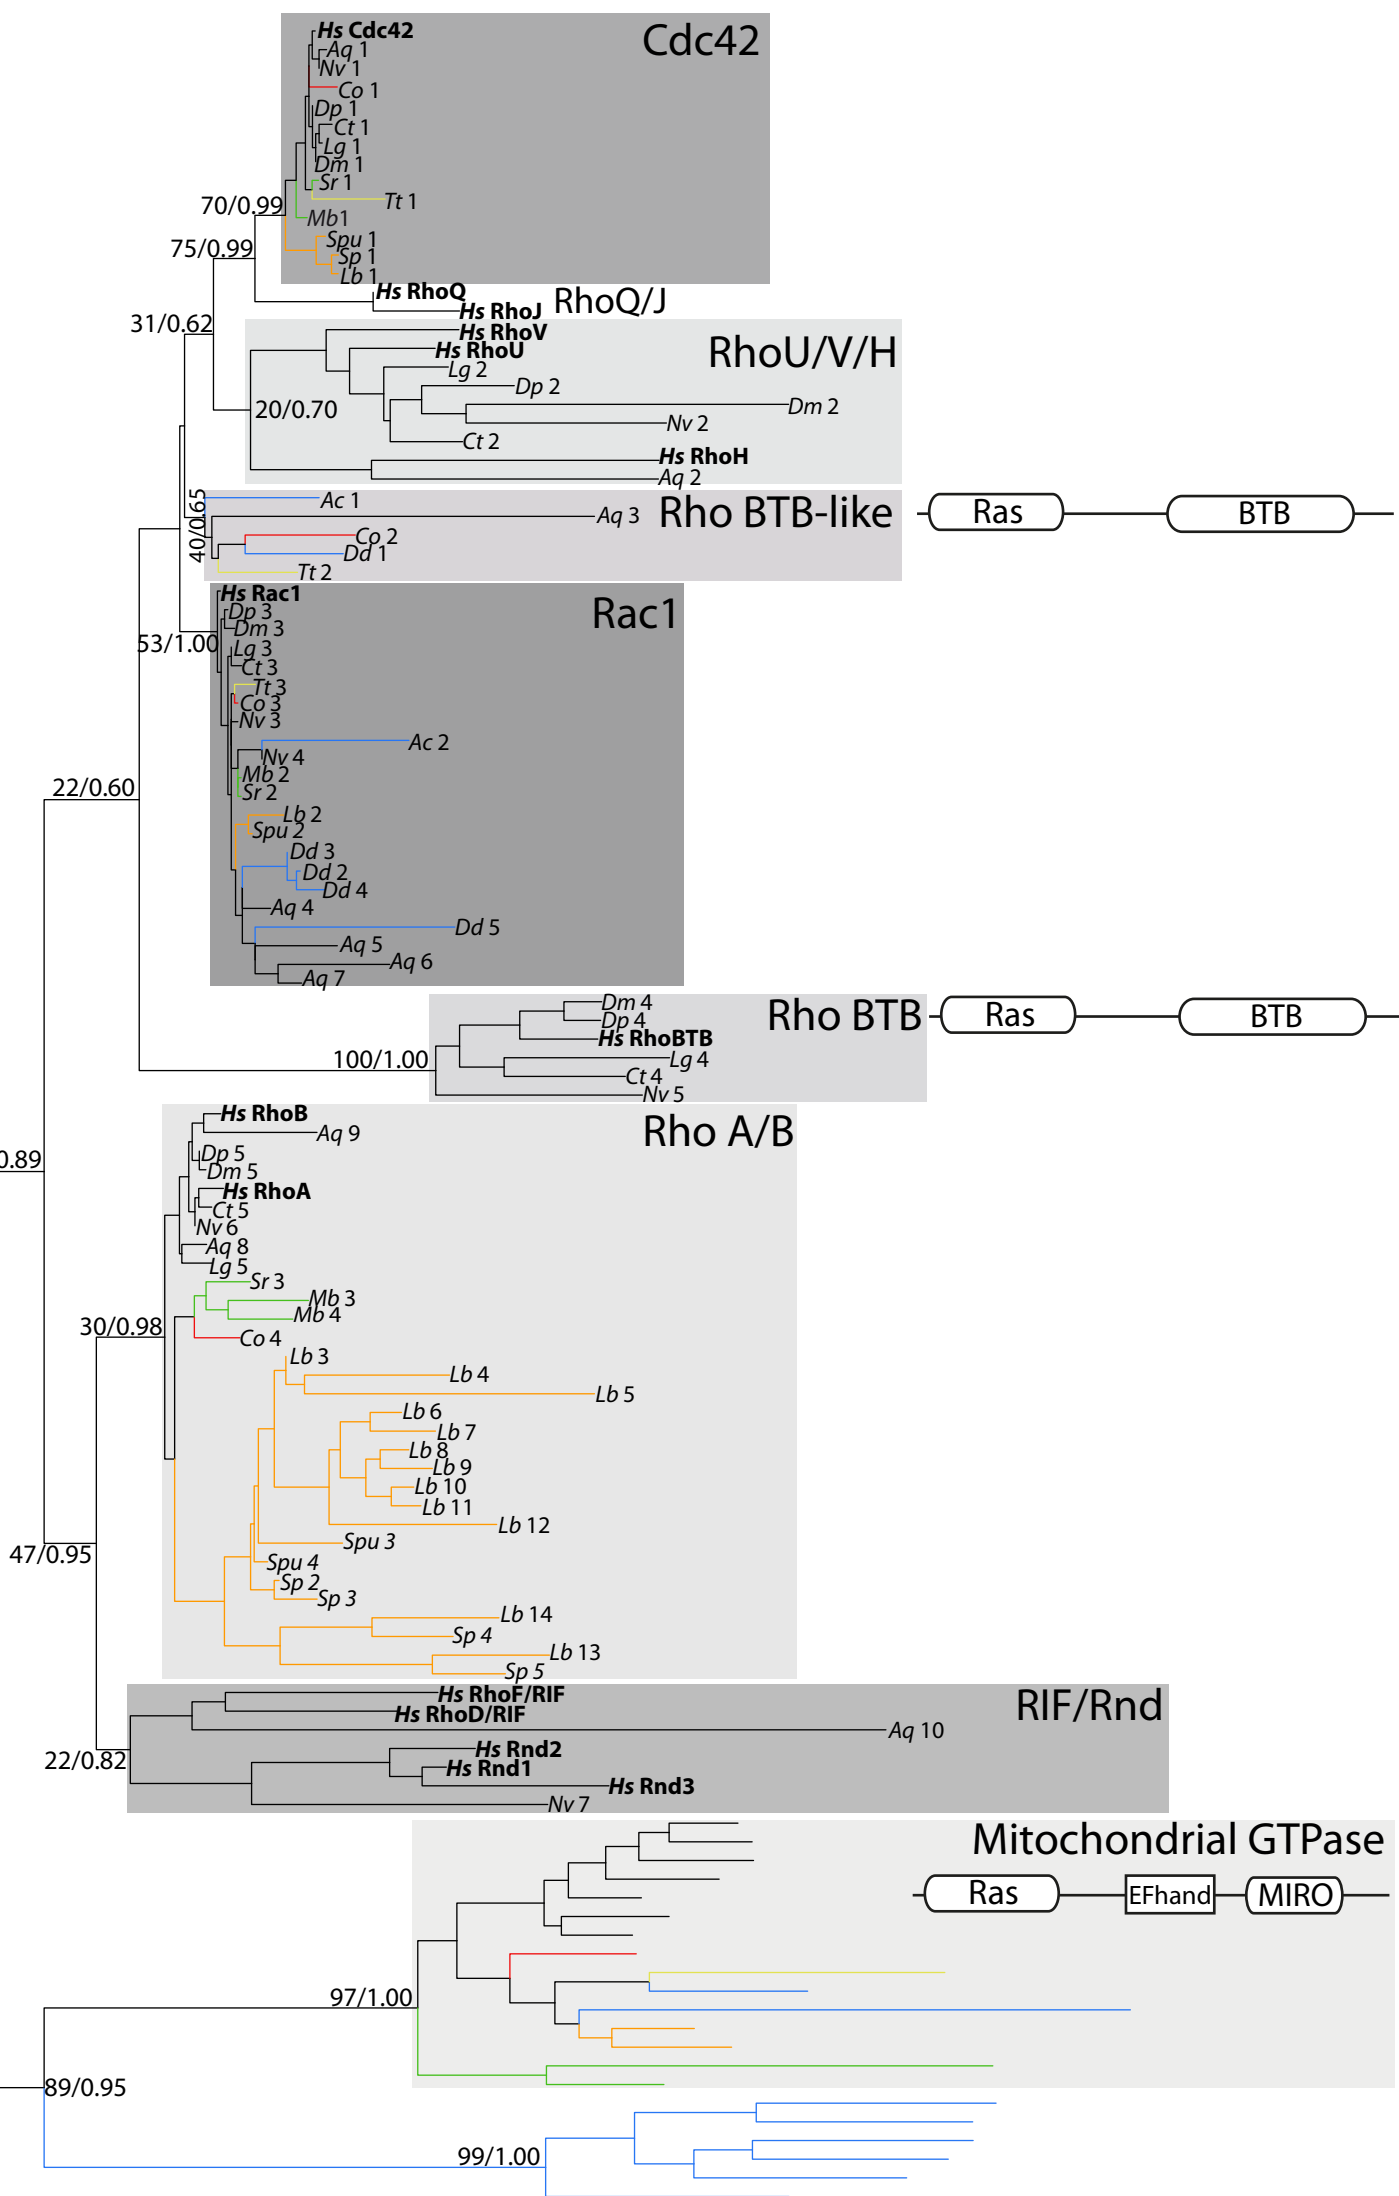 Hs Cdc42
Cdc42
Aq 1
Nv 1
Co 1
Dp 1
Ct 1
Lg 1
Dm 1
Sr 1
Tt 1
70/0.99
Mb1
Spu 1
75/0.99
Sp 1
Lb 1
Hs RhoQ
RhoQ/J
Hs RhoJ
31/0.62
Hs RhoV
Hs RhoU
RhoU/V/H
Lg 2
Dp 2
Dm 2
20/0.70
Nv 2
Ct 2
Hs RhoH
Aq 2
40/0.65
Ac 1
Aq 3
Rho BTB-like
Ras
BTB
Co 2
Dd 1
Tt 2
Hs Rac1
Rac1
Dp 3
Dm 3
53/1.00
Lg 3
Ct 3
Tt 3
Co 3
Nv 3
Ac 2
Nv 4
Mb 2
22/0.60
Sr 2
Lb 2
Spu 2
Dd 3
Dd 2
Dd 4
Aq 4
Dd 5
Aq 5
Aq 6
Aq 7
Dm 4
Rho BTB
Ras
BTB
Dp 4
Hs RhoBTB
100/1.00
Lg 4
Ct 4
Nv 5
Hs RhoB
Rho A/B
Aq 9
0.89
Dp 5
Dm 5
Hs RhoA
Ct 5
Nv 6
Aq 8
Lg 5
Sr 3
Mb 3
Mb 4
30/0.98
Co 4
Lb 3
Lb 4
Lb 5
Lb 6
Lb 7
Lb 8
Lb 9
Lb 10
Lb 11
Lb 12
Spu 3
47/0.95
Spu 4
Sp 2
Sp 3
Lb 14
Sp 4
Lb 13
Sp 5
Hs RhoF/RIF
RIF/Rnd
Hs RhoD/RIF
Aq 10
Hs Rnd2
22/0.82
Hs Rnd1
Hs Rnd3
Nv 7
Mitochondrial GTPase
Ras
EFhand
MIRO
97/1.00
89/0.95
99/1.00